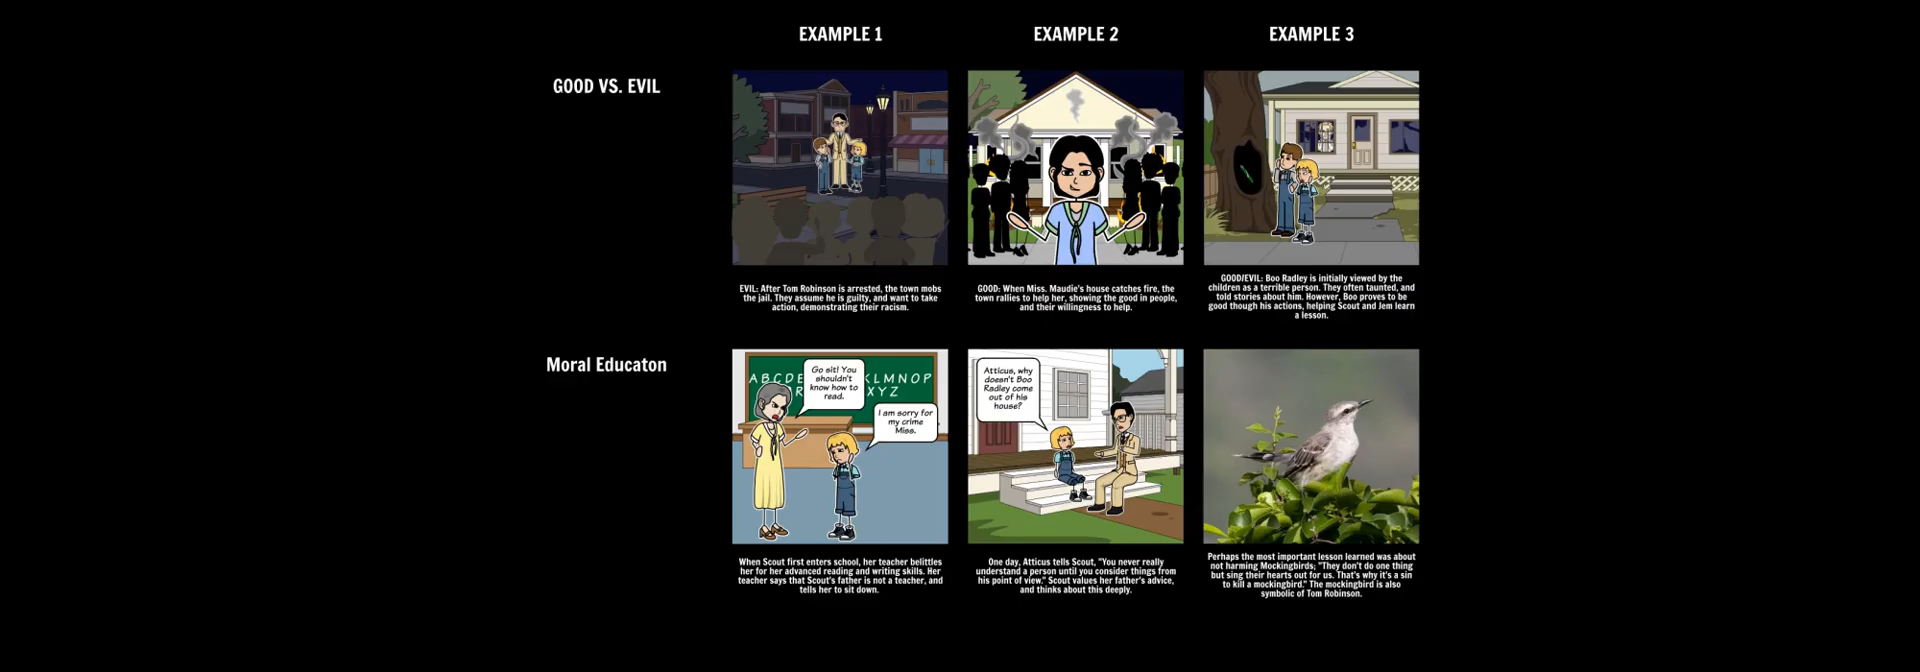 EXAMPLE 1
EXAMPLE 2
EXAMPLE 3
GOOD VS. EVIL
EVIL: After Tom Robinson is arrested, the town mobs
the jail. They assume he is guilty, and want to take
action, demonstrating their racism.
GOOD: When Miss. Maudie's house catches fire, the
town rallies to help her, showing the good in people,
and their willingness to help.
GOOD/EVIL: Boo Radley is initially viewed by the
children as a terrible person. They often taunted, and
told stories about him. However, Boo proves to be
good though his actions, helping Scout and Jem learn
a lesson.
Moral Educaton
ABCDE KLMNOP
R XYZ
Go sit! You
shouldn't
know how to
read.
I am sorry for
my crime
Miss.
Atticus, why
doesn't Boo
Radley come
out of his
house?
When Scout first enters school, her teacher belittles
her for her advanced reading and writing skills. Her
teacher says that Scout's father is not a teacher, and
tells her to sit down.
One day, Atticus tells Scout, "You never really
understand a person until you consider things from
his point of view." Scout values her father's advice,
and thinks about this deeply.
Perhaps the most important lesson learned was about
not harming Mockingbirds; "They don't do one thing
but sing their hearts out for us. That's why it's a sin
to kill a mockingbird." The mockingbird is also
symbolic of Tom Robinson.